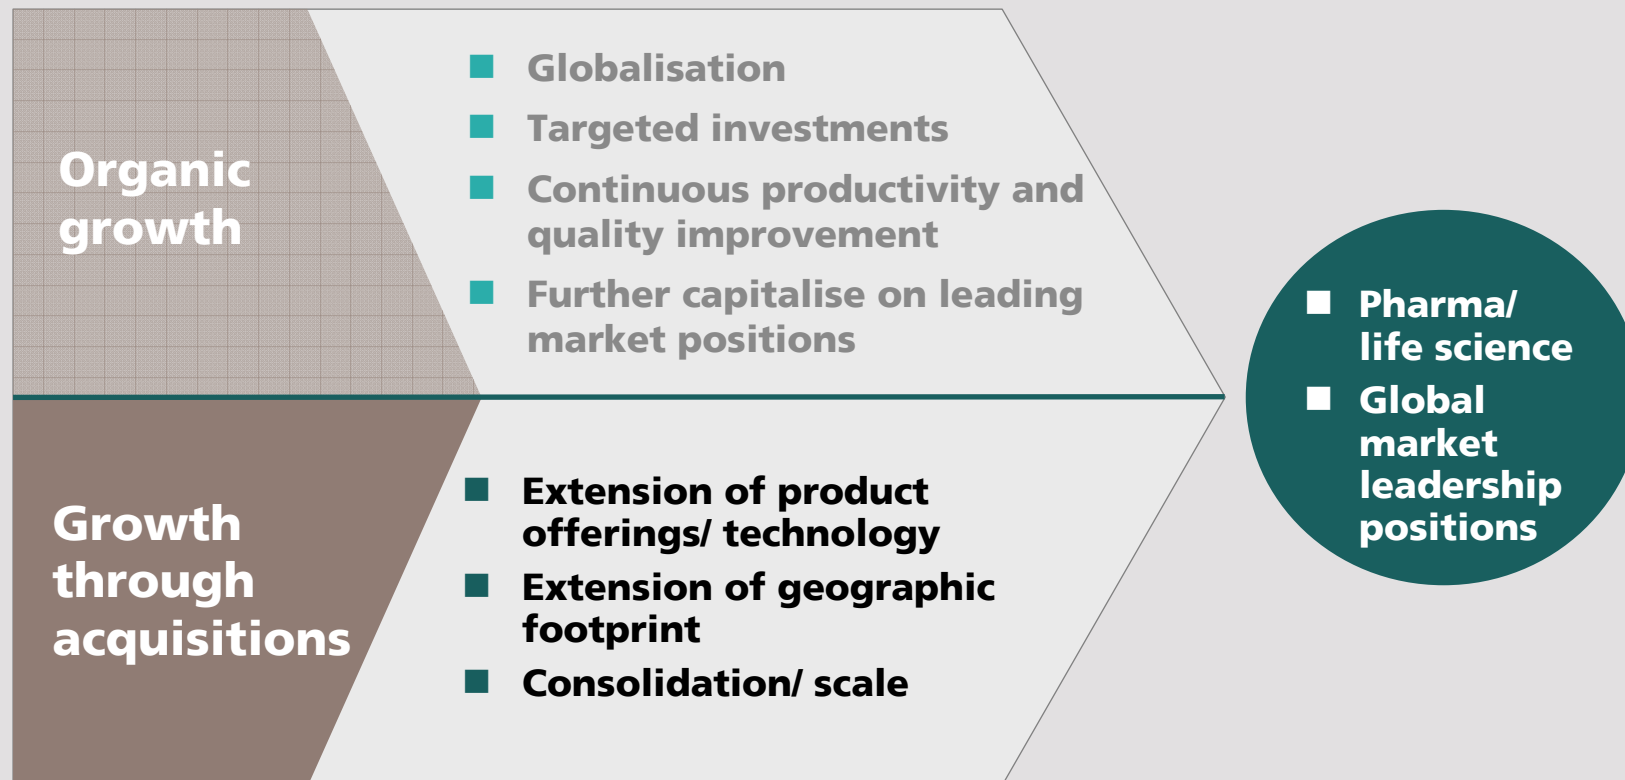 Organic
growth
Globalisation
Targeted investments
Continuous productivity and
quality improvement
Further capitalise on leading
market positions
Growth
through
acquisitions
Extension of product
offerings/ technology
Extension of geographic
footprint
Consolidation/ scale
Pharma/
life science
Global
market
leadership
positions